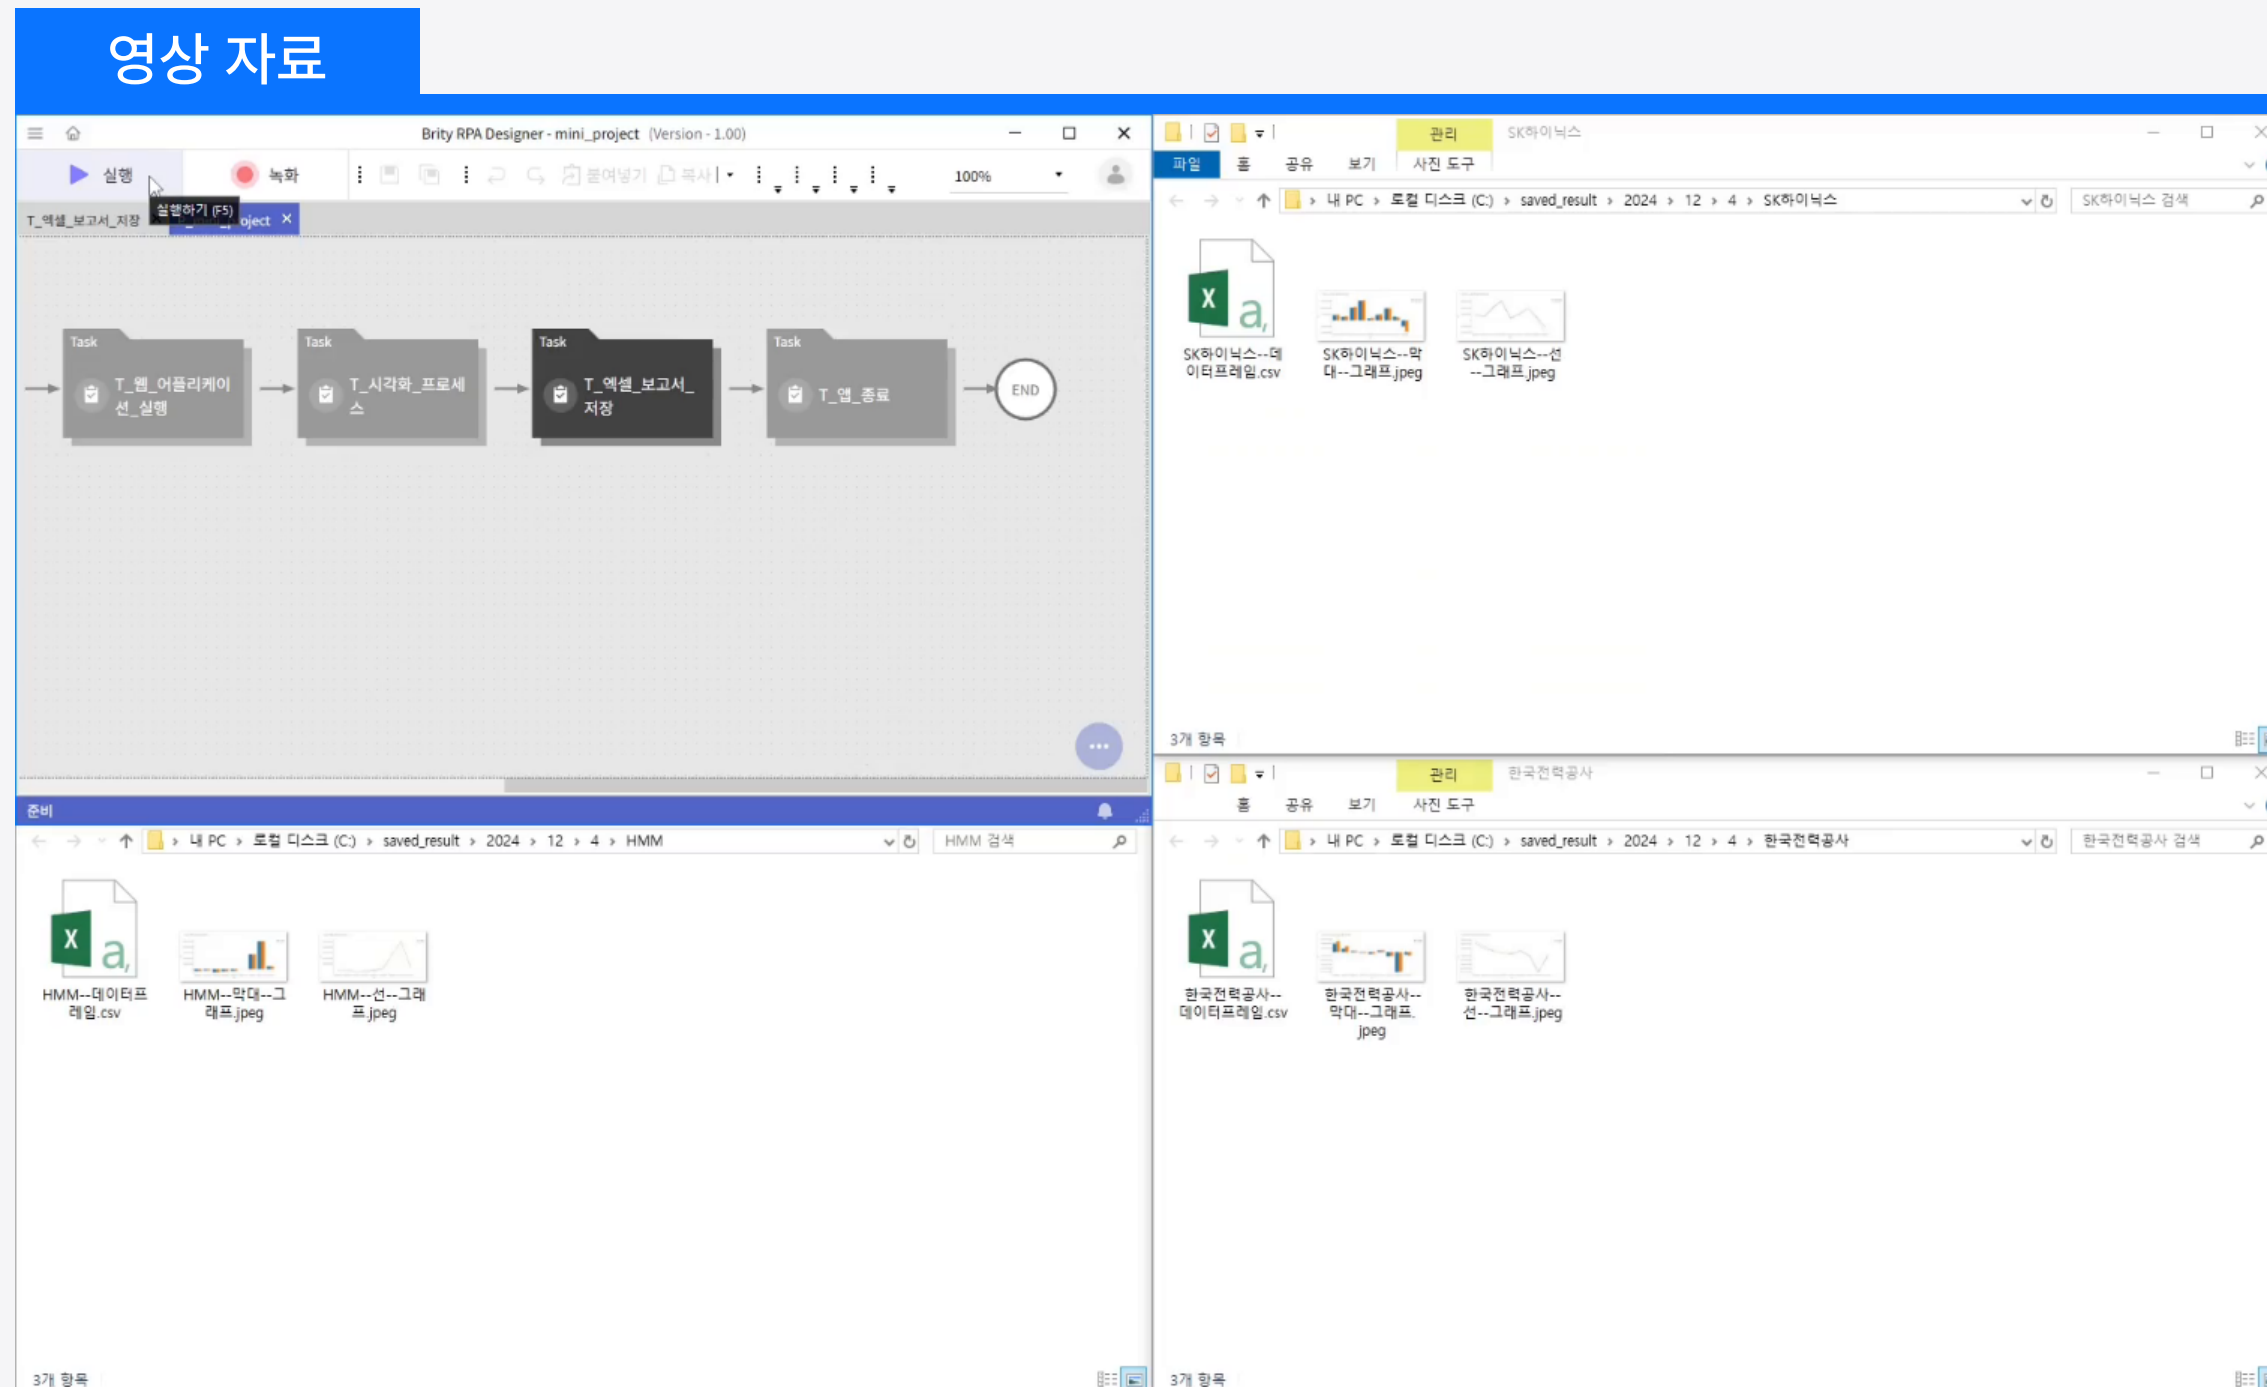 영상 자료
Brity RPA Designer - mini_project (Version - 1.00)
실행
녹화
붙여넣기
복사
100%
실행하기 (F5)
T_엑셀_보고서_저장
oject
Task
T_웹_어플리케이
션_실행
Task
T_시각화_프로세
스
Task
T_엑셀_보고서_
저장
Task
T_앱_종료
END
준비
관리
SK하이닉스
파일
홈
공유
보기
사진 도구
내 PC > 로컬 디스크 (C:) > saved_result > 2024 > 12 > 4 > SK하이닉스
SK하이닉스 검색
SK하이닉스--데
이터프레임.csv
SK하이닉스--막
대--그래프.jpeg
SK하이닉스--선
--그래프.jpeg
3개 항목
내 PC > 로컬 디스크 (C:) > saved_result > 2024 > 12 > 4 > HMM
HMM 검색
HMM--데이터프
레임.csv
HMM--막대--그
래프.jpeg
HMM--선--그래
프.jpeg
3개 항목
관리
한국전력공사
홈
공유
보기
사진 도구
내 PC > 로컬 디스크 (C:) > saved_result > 2024 > 12 > 4 > 한국전력공사
한국전력공사 검색
한국전력공사--
데이터프레임.csv
한국전력공사--
막대--그래프.
jpeg
한국전력공사--
선--그래프.jpeg
3개 항목